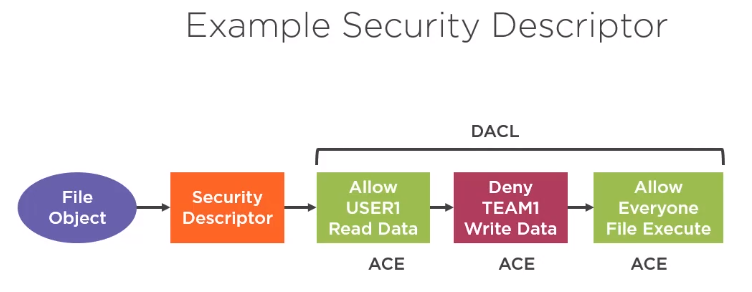 Example Security Descriptor
DACL
File
Object
Security
Descriptor
Allow
USER1
Read Data
Deny
TEAM1
Write Data
Allow
Everyone
File Execute
ACE
ACE
ACE